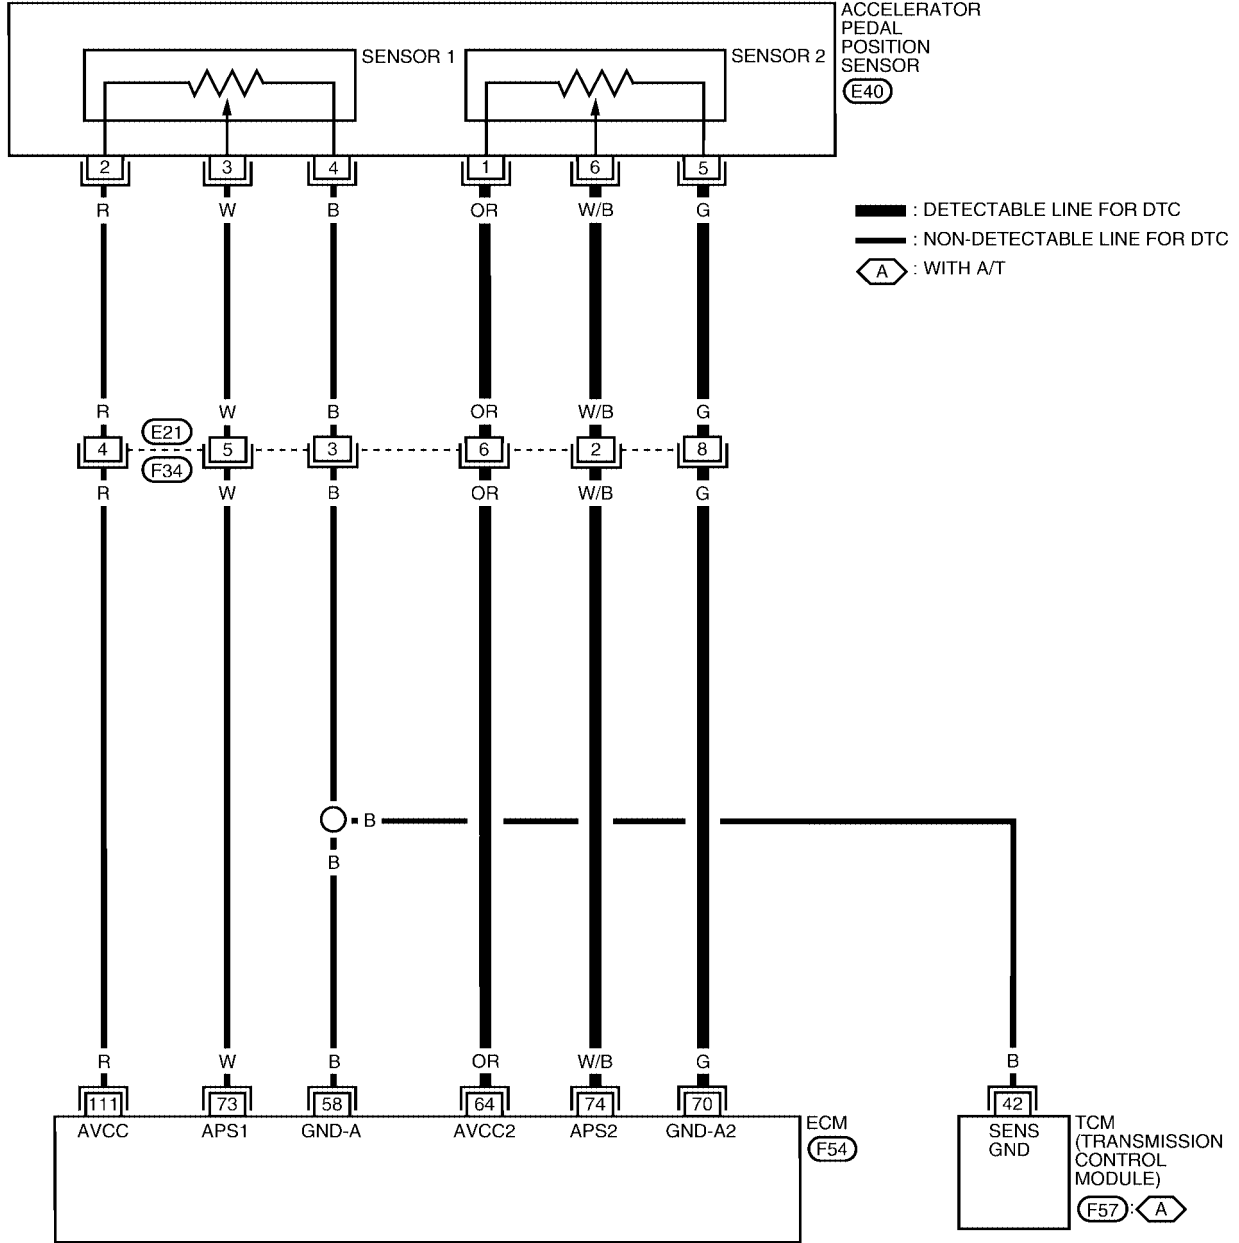 ACCELERATOR
PEDAL
POSITION
SENSOR
E40
SENSOR 1
SENSOR 2
2 3 4 1 6 5
R W B OR W/B G
: DETECTABLE LINE FOR DTC
: NON-DETECTABLE LINE FOR DTC
A : WITH A/T
R W B OR W/B G
E21
4 5 3 6 2 8
F34
R W B OR W/B G
B
B
R W B OR W/B G B
111 73 58 64 74 70 42
AVCC APS1 GND-A AVCC2 APS2 GND-A2
ECM
F54
SENS
GND
TCM
(TRANSMISSION
CONTROL
MODULE)
F57 : A